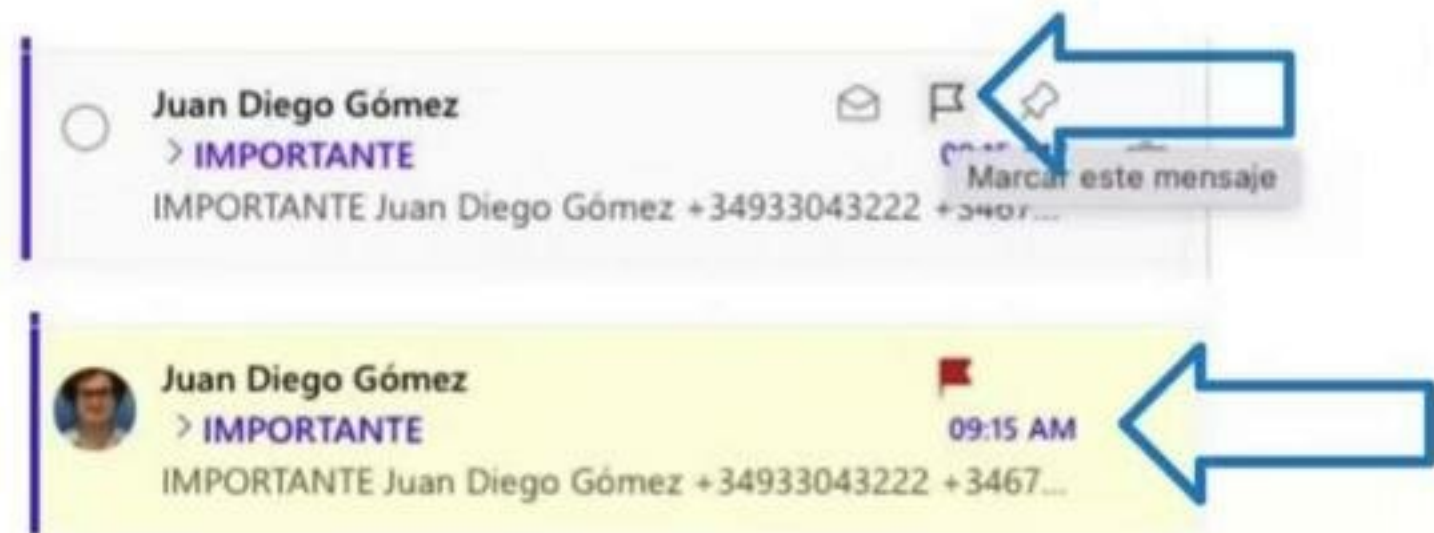 Juan Diego Gómez
> IMPORTANTE
Marcar este mensaje
IMPORTANTE Juan Diego Gómez +34933043222 +3467...
Juan Diego Gómez
> IMPORTANTE
09:15 AM
IMPORTANTE Juan Diego Gómez +34933043222 +3467...